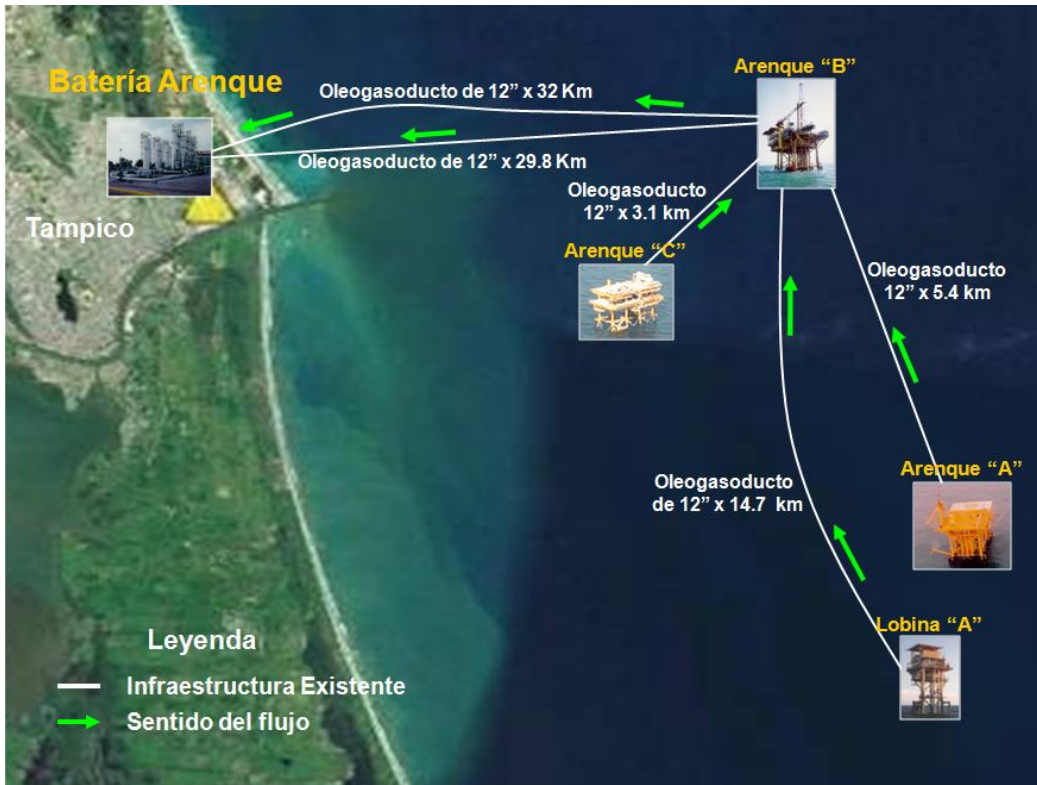 Arenque “B”
Batería Arenque
Oleogasoducto de 12” x 32 Km
Oleogasoducto de 12” x 29.8 Km
Oleogasoducto
12” x 3.1 km
Tampico
Arenque “C”
Oleogasoducto
12” x 5.4 km
Arenque “A”
Oleogasoducto
de 12” x 14.7 km
Lobina “A”
Leyenda
Infraestructura Existente
Sentido del flujo